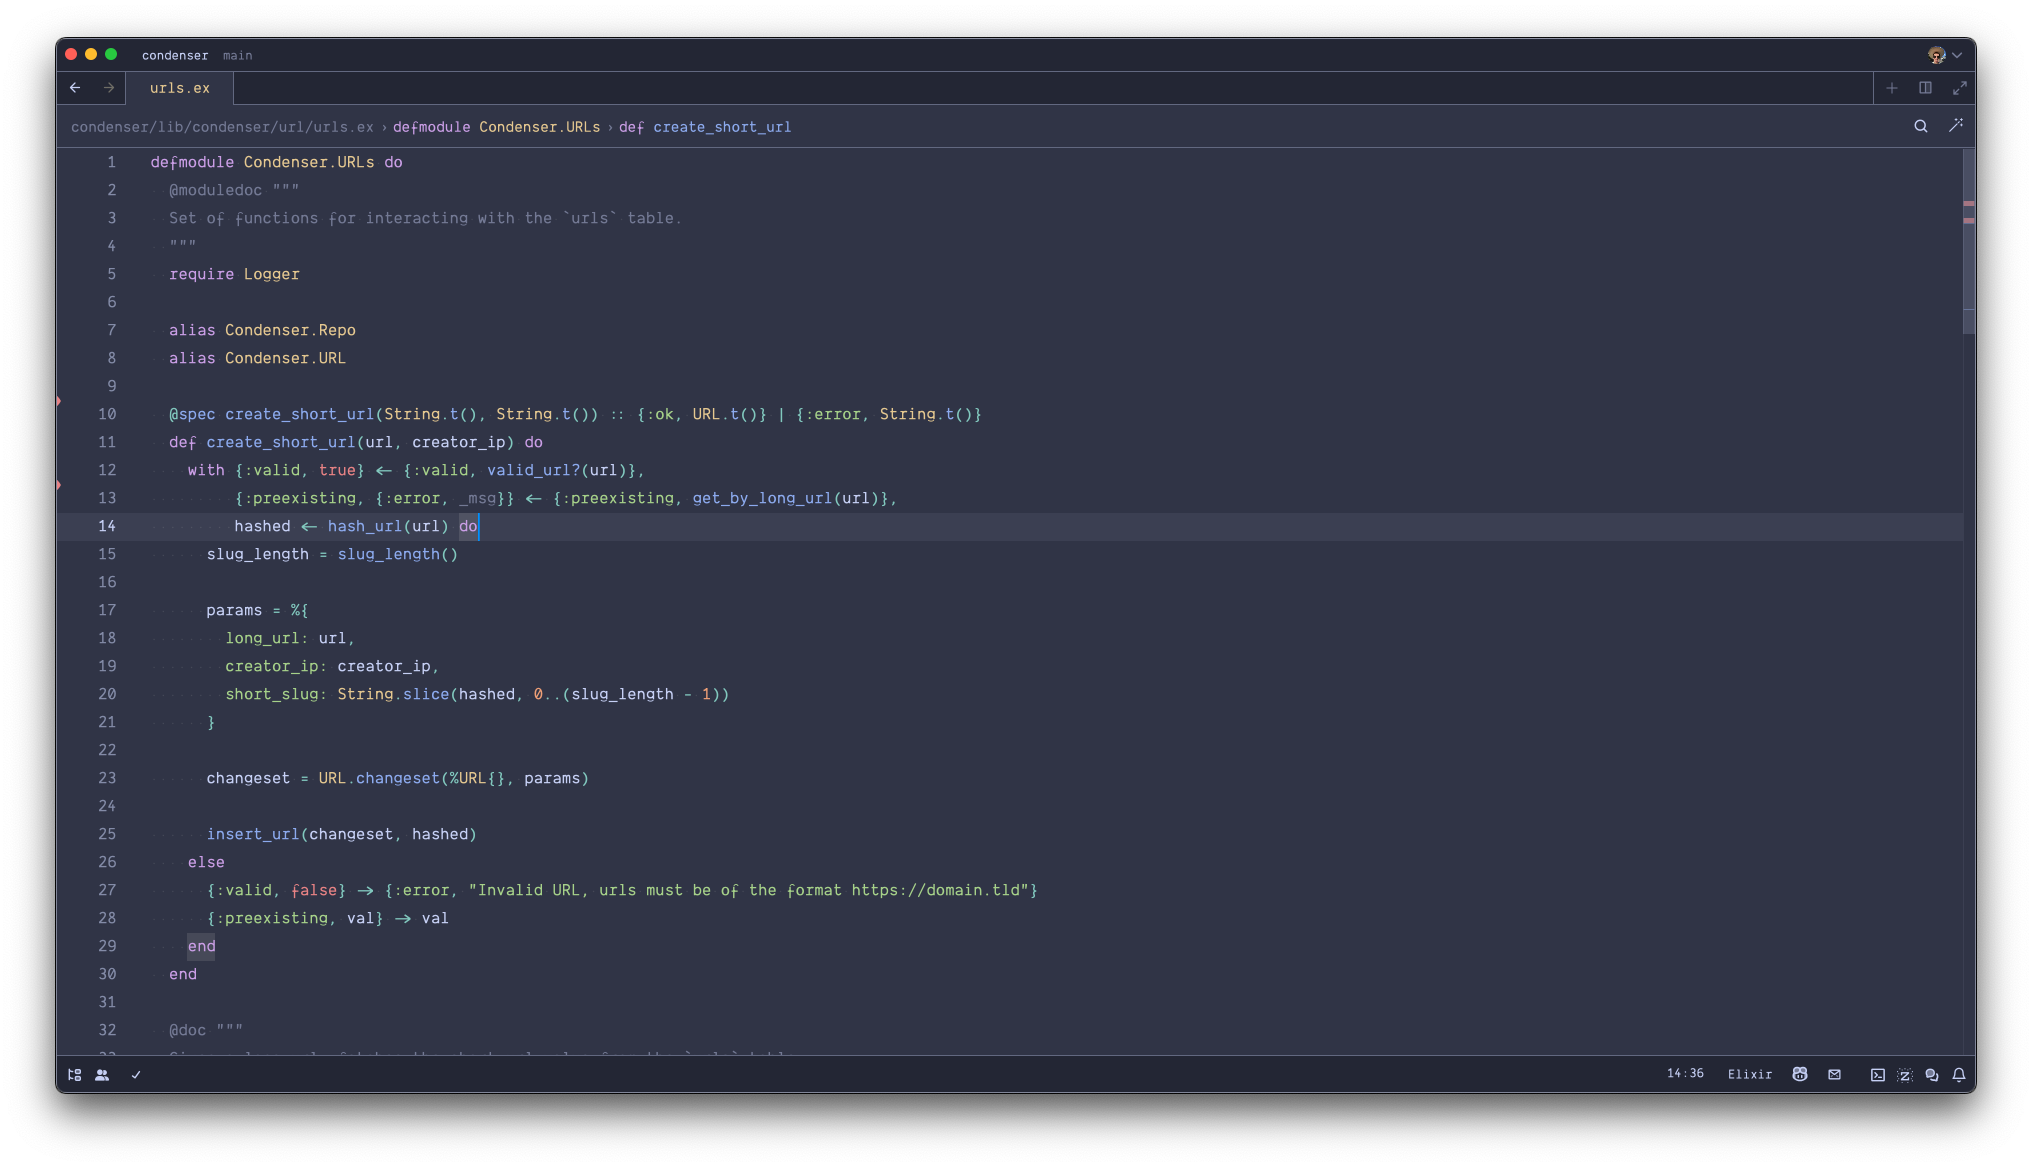 condenser main
urls.ex
condenser/lib/condenser/url/urls.ex › defmodule Condenser.URLs › def create_short_url
1 defmodule Condenser.URLs do
2   @moduledoc """
3   Set of functions for interacting with the `urls` table.
4   """
5   require Logger
6
7   alias Condenser.Repo
8   alias Condenser.URL
9
10   @spec create_short_url(String.t(), String.t()) :: {:ok, URL.t()} | {:error, String.t()}
11   def create_short_url(url, creator_ip) do
12     with {:valid, true} <- {:valid, valid_url?(url)},
13          {:preexisting, {:error, _msg}} <- {:preexisting, get_by_long_url(url)},
14          hashed <- hash_url(url) do
15       slug_length = slug_length()
16
17       params = %{
18         long_url: url,
19         creator_ip: creator_ip,
20         short_slug: String.slice(hashed, 0..(slug_length - 1))
21       }
22
23       changeset = URL.changeset(%URL{}, params)
24
25       insert_url(changeset, hashed)
26     else
27       {:valid, false} -> {:error, "Invalid URL, urls must be of the format https://domain.tld"}
28       {:preexisting, val} -> val
29     end
30   end
31
32   @doc """
14:36 Elixir